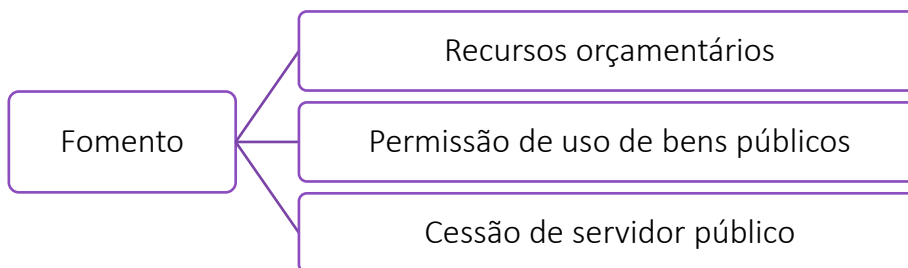 Fomento
Recursos orçamentários
Permissão de uso de bens públicos
Cessão de servidor público